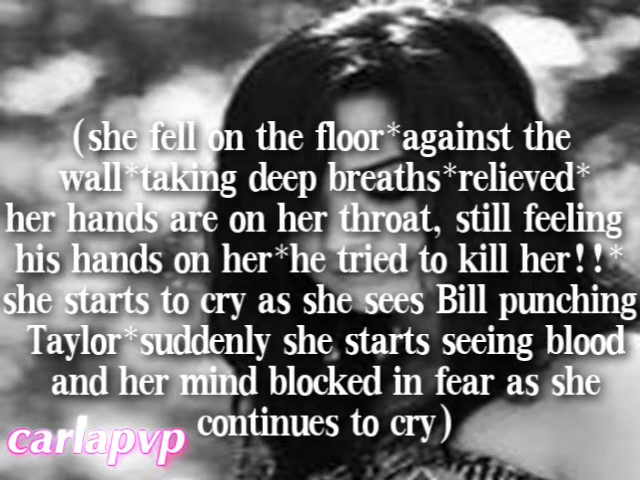 (she fell on the floor*against the
wall*taking deep breaths*relieved*
her hands are on her throat, still feeling
his hands on her*he tried to kill her!!*
she starts to cry as she sees Bill punching
Taylor*suddenly she starts seeing blood
and her mind blocked in fear as she
continues to cry)
carlapvp